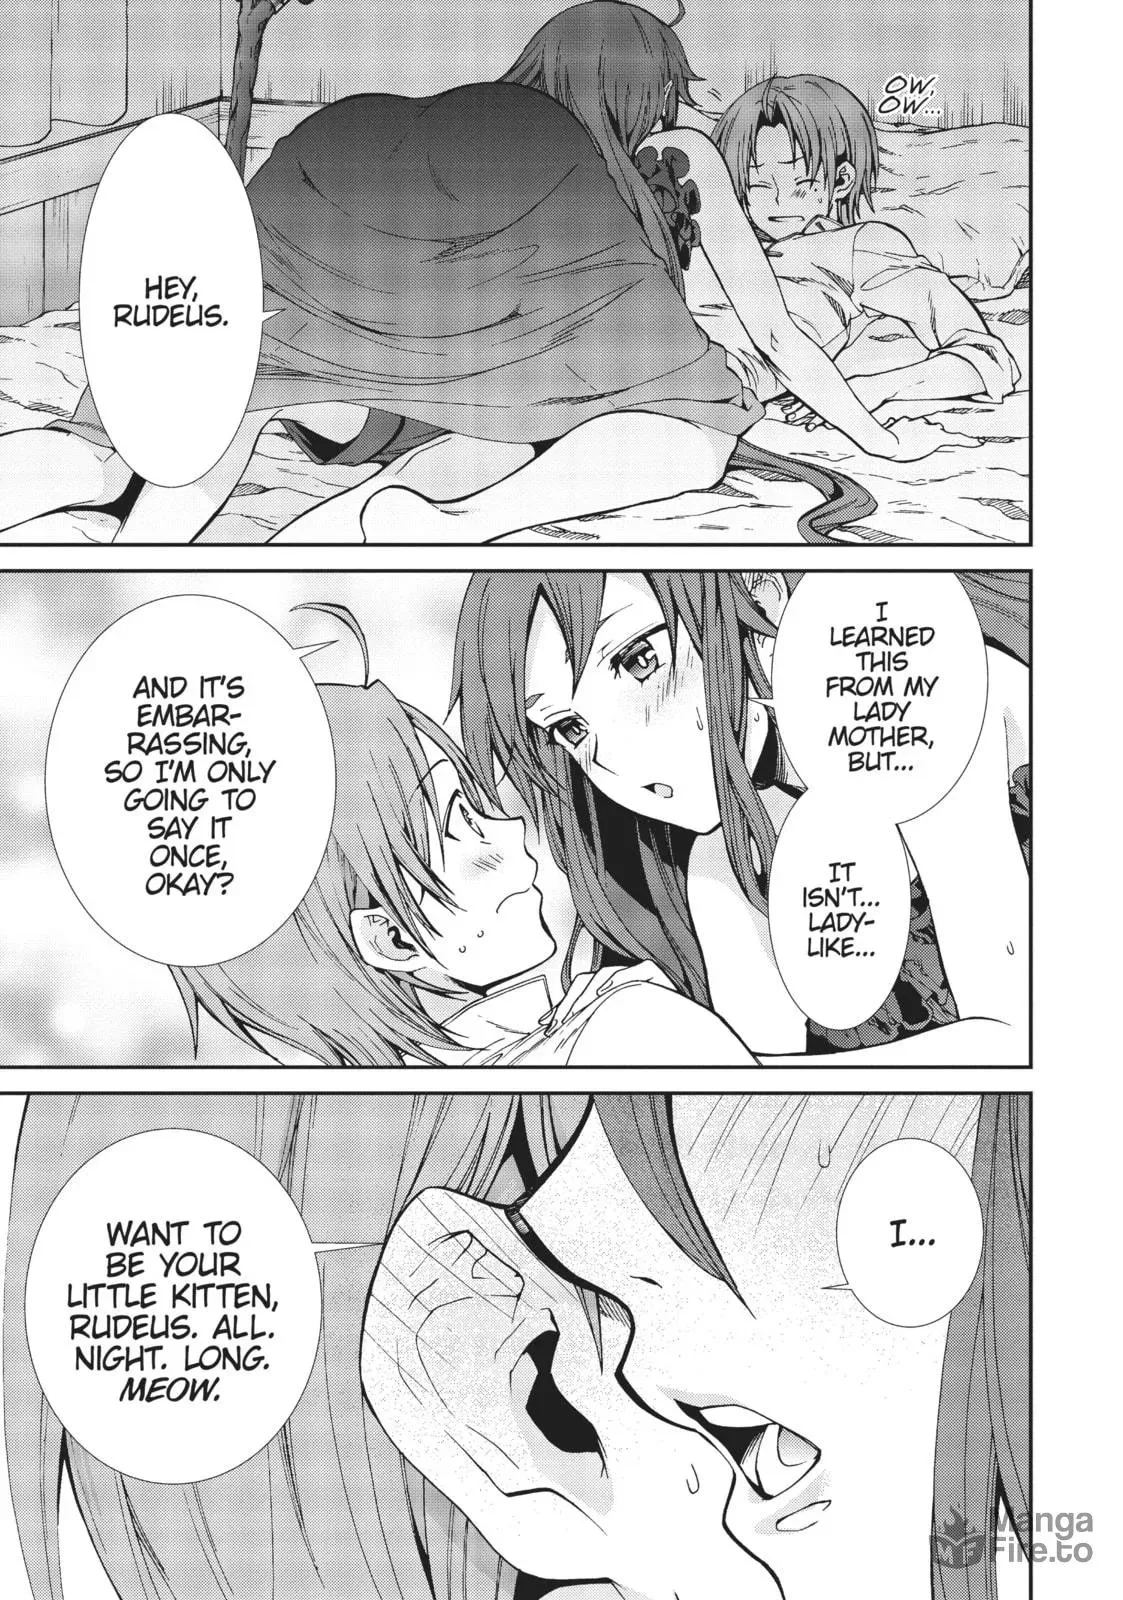 OW,
OW...
HEY,
RUDEUS.
I
LEARNED
THIS
FROM MY
LADY
MOTHER,
BUT...
IT
ISN'T...
LADY-
LIKE...
AND IT'S
EMBAR-
RASSING,
SO I'M ONLY
GOING TO
SAY IT
ONCE,
OKAY?
I...
WANT TO
BE YOUR
LITTLE KITTEN,
RUDEUS. ALL.
NIGHT. LONG.
MEOW.
MF
Manga
Fire.to